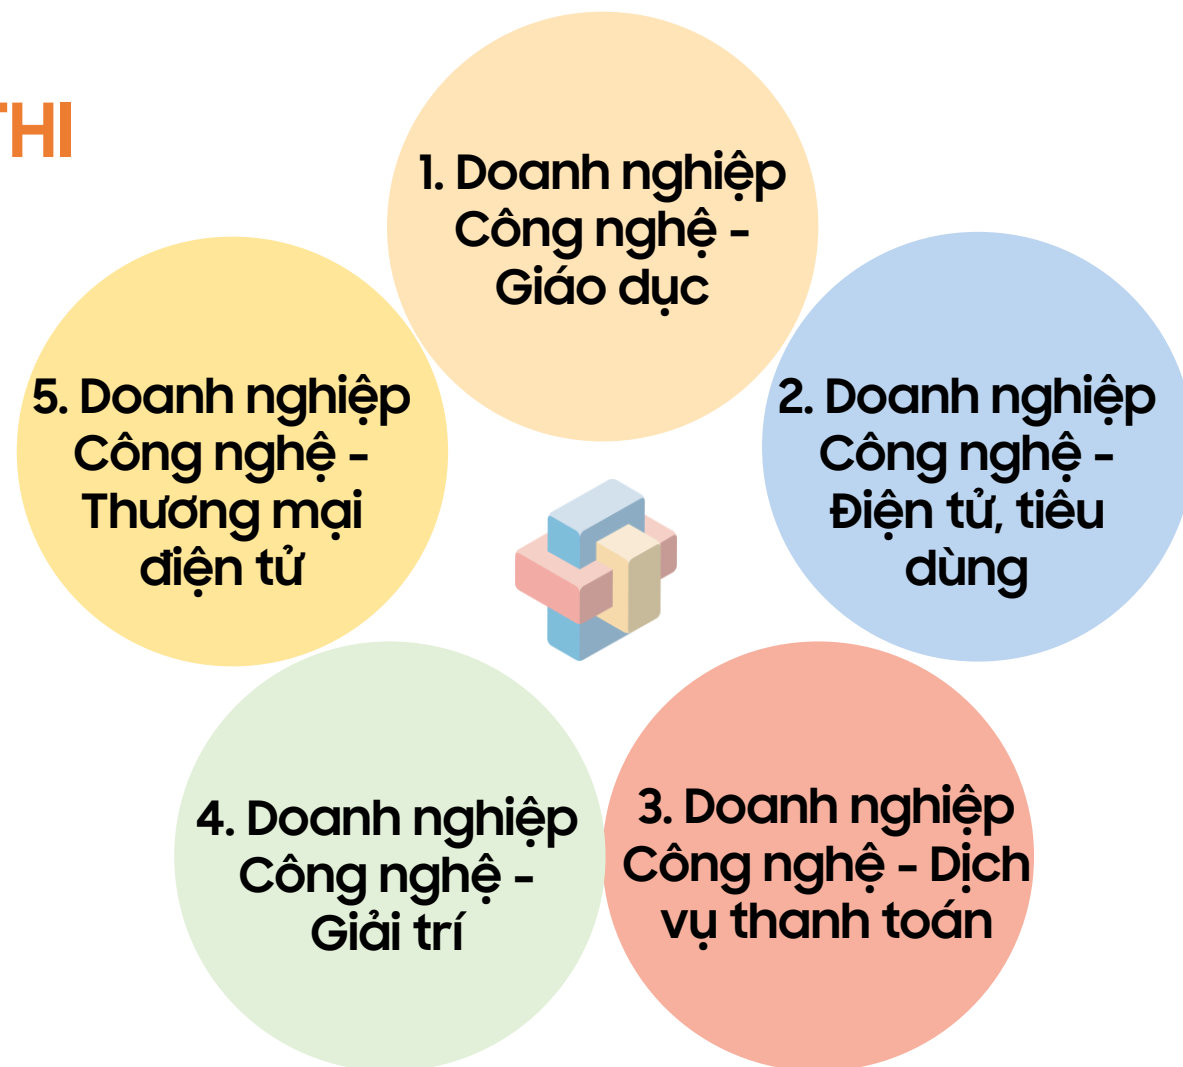 THI
1. Doanh nghiệp
Công nghệ -
Giáo dục
2. Doanh nghiệp
Công nghệ -
Điện tử, tiêu
dùng
3. Doanh nghiệp
Công nghệ - Dịch
vụ thanh toán
4. Doanh nghiệp
Công nghệ -
Giải trí
5. Doanh nghiệp
Công nghệ -
Thương mại
điện tử